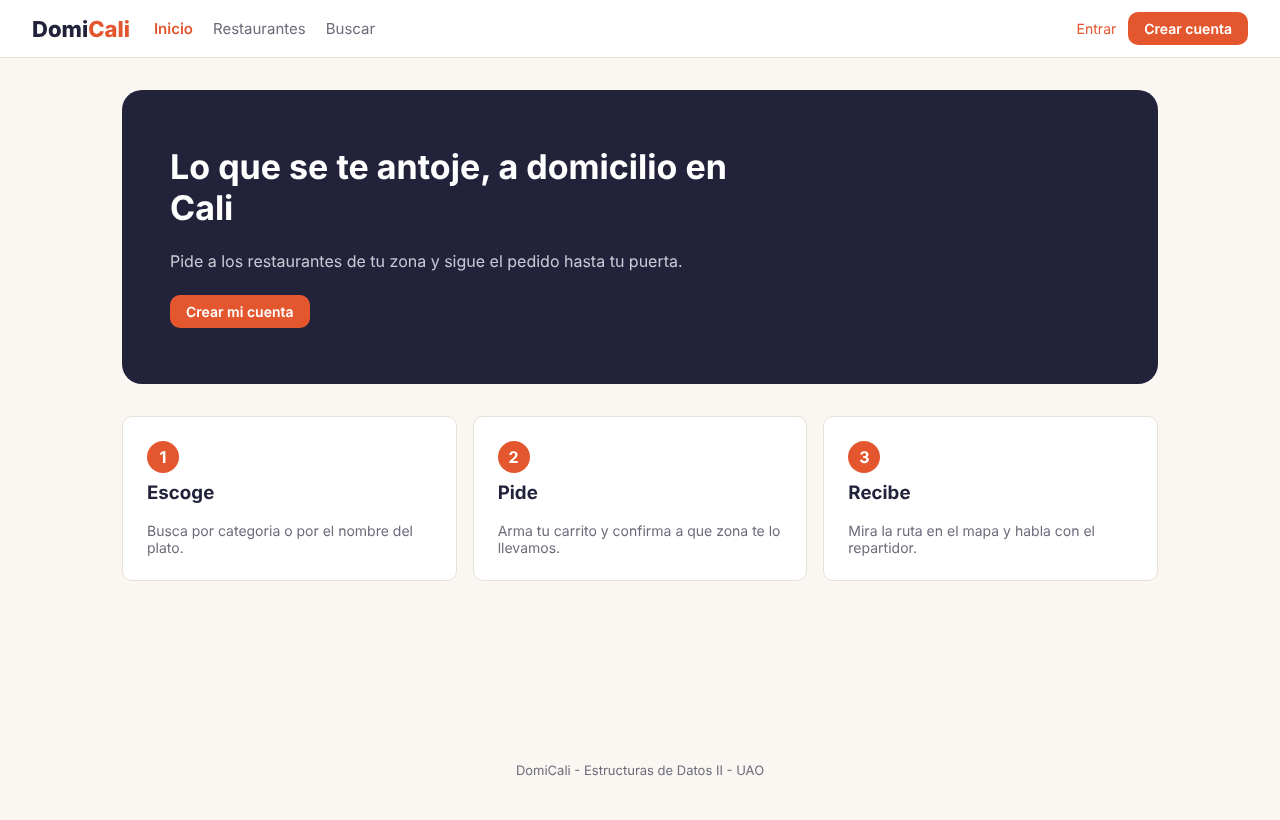 DomiCali Inicio Restaurantes Buscar Entrar Crear cuenta
Lo que se te antoje, a domicilio en
Cali
Pide a los restaurantes de tu zona y sigue el pedido hasta tu puerta.
Crear mi cuenta
1
Escoge
Busca por categoria o por el nombre del
plato.
2
Pide
Arma tu carrito y confirma a que zona te lo
llevamos.
3
Recibe
Mira la ruta en el mapa y habla con el
repartidor.
DomiCali - Estructuras de Datos II - UAO